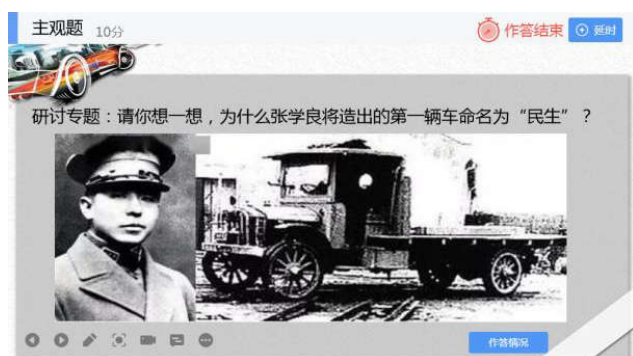 主观题 10分
作答结束
延时
研讨专题：请你想一想，为什么张学良将造出的第一辆车命名为“民生”？
作答情况